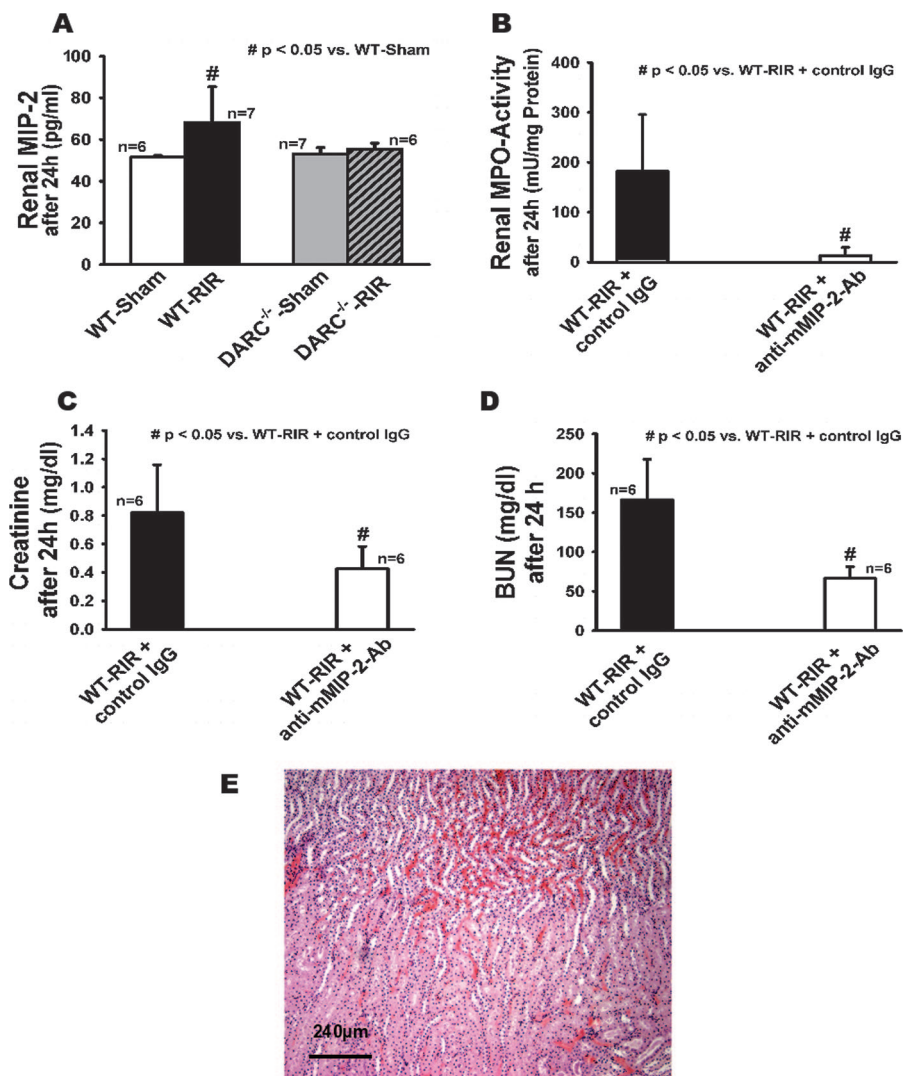 A
# p < 0.05 vs. WT-Sham
Renal MIP-2
after 24h (pg/ml)
100
80
60
40
20
0
n=6
#
n=7
n=7
n=6
WT-Sham
WT-RIR
DARC-/--Sham
DARC-/--RIR
B
# p < 0.05 vs. WT-RIR + control IgG
Renal MPO-Activity
after 24h (mU/mg Protein)
400
300
200
100
0
#
WT-RIR +
control IgG
WT-RIR +
anti-mMIP-2-Ab
C
# p < 0.05 vs. WT-RIR + control IgG
Creatinine
after 24h (mg/dl)
1.4
1.2
1.0
0.8
0.6
0.4
0.2
0.0
n=6
#
n=6
WT-RIR +
control IgG
WT-RIR +
anti-mMIP-2-Ab
D
# p < 0.05 vs. WT-RIR + control IgG
BUN (mg/dl)
after 24 h
250
200
150
100
50
0
n=6
#
n=6
WT-RIR +
control IgG
WT-RIR +
anti-mMIP-2-Ab
E
240µm